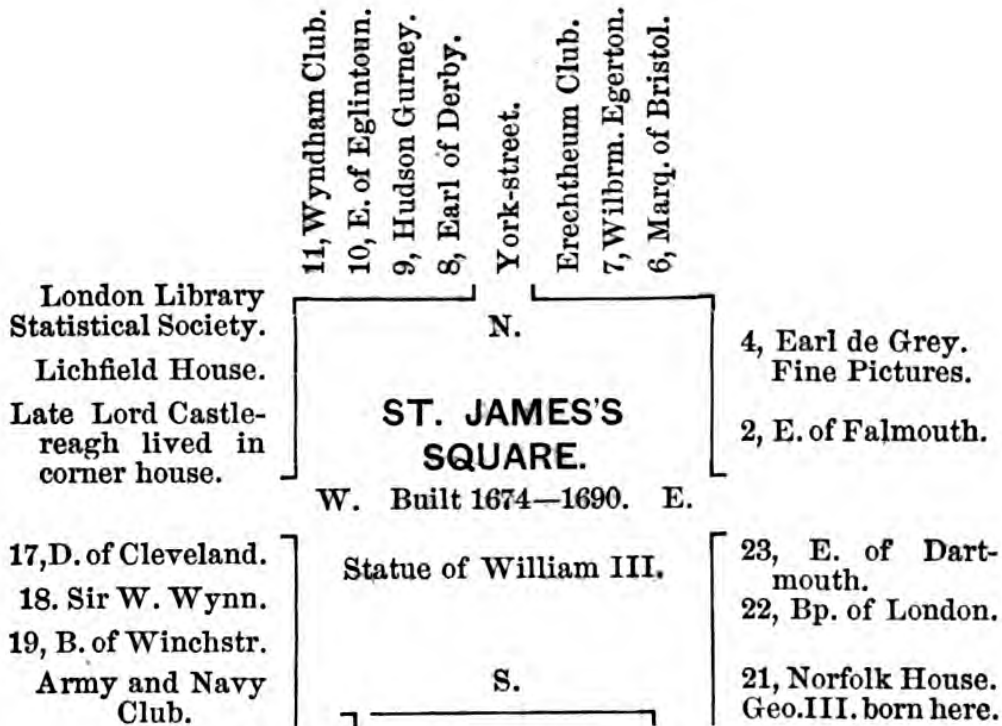 11, Wyndham Club.
10, E. of Eglintoun.
9, Hudson Gurney.
8, Earl of Derby.
York-street.
Erechtheum Club.
7, Wilbrm. Egerton.
6, Marq. of Bristol.
London Library
Statistical Society.
Lichfield House.
Late Lord Castle-
reagh lived in
corner house.
N.
ST. JAMES'S
SQUARE.
W. Built 1674—1690. E.
4, Earl de Grey.
Fine Pictures.
2, E. of Falmouth.
17, D. of Cleveland.
18. Sir W. Wynn.
19, B. of Winchstr.
Army and Navy
Club.
Statue of William III.
S.
23, E. of Dart-
mouth.
22, Bp. of London.
21, Norfolk House.
Geo. III. born here.